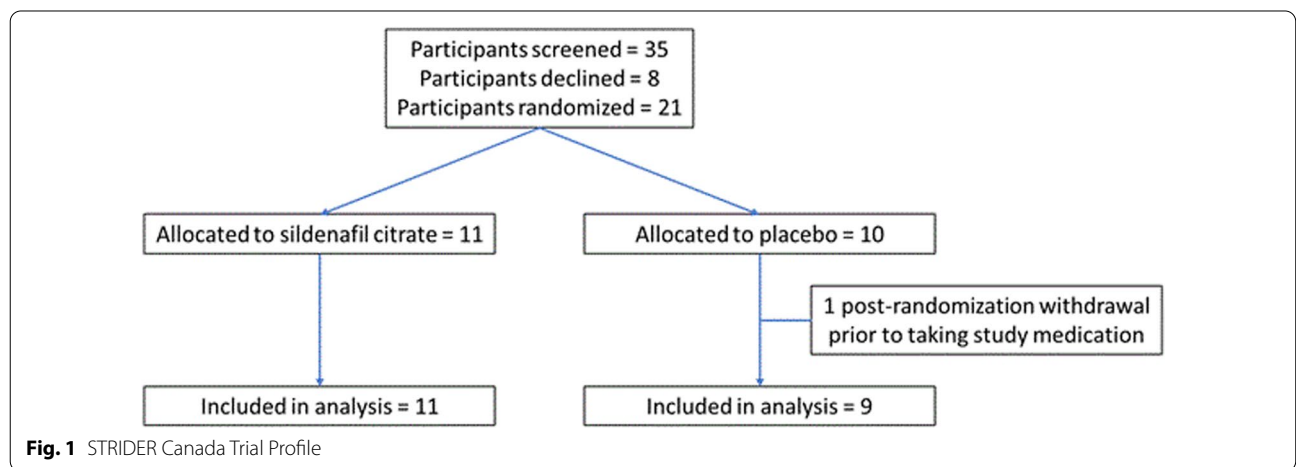 Participants screened = 35
Participants declined = 8
Participants randomized = 21
Allocated to sildenafil citrate = 11
Allocated to placebo = 10
1 post-randomization withdrawal
prior to taking study medication
Included in analysis = 11
Included in analysis = 9
Fig. 1 STRIDER Canada Trial Profile